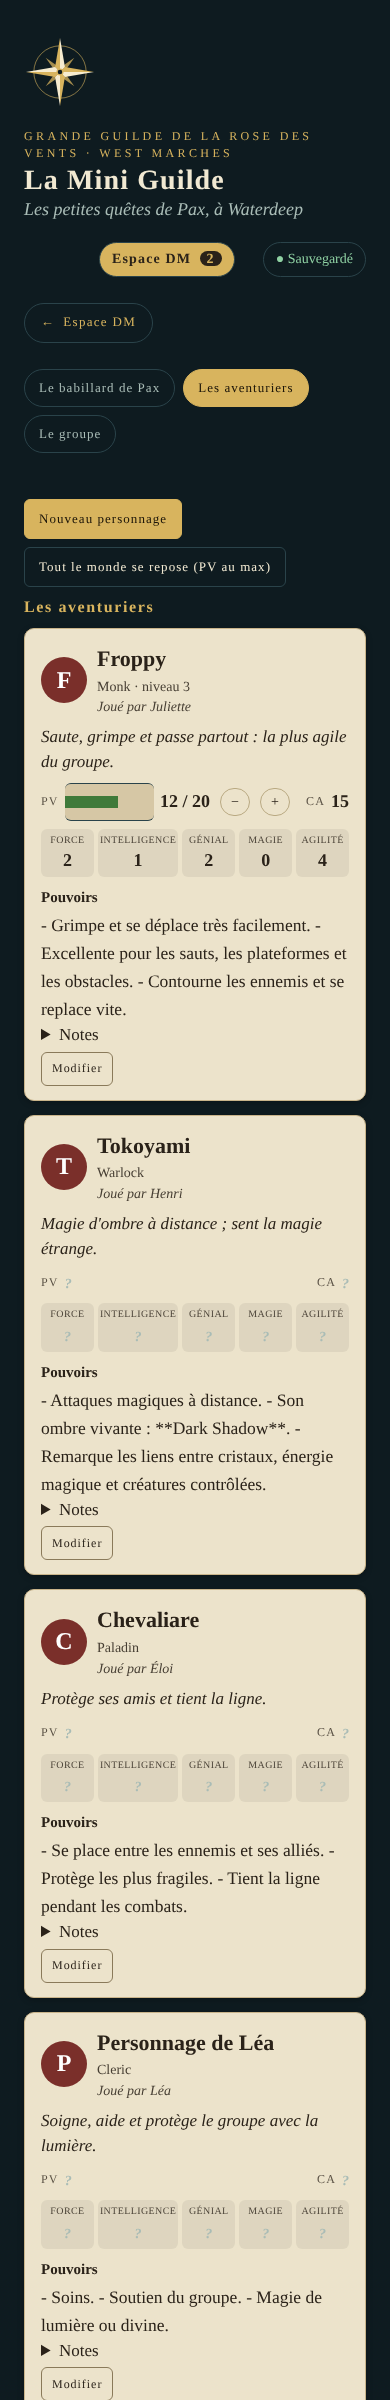 GRANDE GUILDE DE LA ROSE DES
VENTS · WEST MARCHES
La Mini Guilde
Les petites quêtes de Pax, à Waterdeep
Espace DM 2
● Sauvegardé
← Espace DM
Le babillard de Pax
Les aventuriers
Le groupe
Nouveau personnage
Tout le monde se repose (PV au max)
Les aventuriers
F
Froppy
Monk · niveau 3
Joué par Juliette
Saute, grimpe et passe partout : la plus agile
du groupe.
PV 12 / 20 − + CA 15
FORCE INTELLIGENCE GÉNIAL MAGIE AGILITÉ
2 1 2 0 4
Pouvoirs
- Grimpe et se déplace très facilement. -
Excellente pour les sauts, les plateformes et
les obstacles. - Contourne les ennemis et se
replace vite.
▶ Notes
Modifier
T
Tokoyami
Warlock
Joué par Henri
Magie d'ombre à distance ; sent la magie
étrange.
PV ? CA ?
FORCE INTELLIGENCE GÉNIAL MAGIE AGILITÉ
? ? ? ? ?
Pouvoirs
- Attaques magiques à distance. - Son
ombre vivante : **Dark Shadow**. -
Remarque les liens entre cristaux, énergie
magique et créatures contrôlées.
▶ Notes
Modifier
C
Chevaliare
Paladin
Joué par Éloi
Protège ses amis et tient la ligne.
PV ? CA ?
FORCE INTELLIGENCE GÉNIAL MAGIE AGILITÉ
? ? ? ? ?
Pouvoirs
- Se place entre les ennemis et ses alliés. -
Protège les plus fragiles. - Tient la ligne
pendant les combats.
▶ Notes
Modifier
P
Personnage de Léa
Cleric
Joué par Léa
Soigne, aide et protège le groupe avec la
lumière.
PV ? CA ?
FORCE INTELLIGENCE GÉNIAL MAGIE AGILITÉ
? ? ? ? ?
Pouvoirs
- Soins. - Soutien du groupe. - Magie de
lumière ou divine.
▶ Notes
Modifier